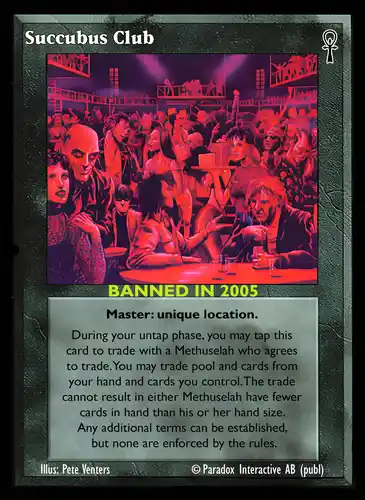 Succubus Club
BANNED IN 2005
Master: unique location.
During your untap phase, you may tap this
card to trade with a Methuselah who agrees
to trade. You may trade pool and cards from
your hand and cards you control. The trade
cannot result in either Methuselah have fewer
cards in hand than his or her hand size.
Any additional terms can be established,
but none are enforced by the rules.
Illus: Pete Venters © Paradox Interactive AB (publ)